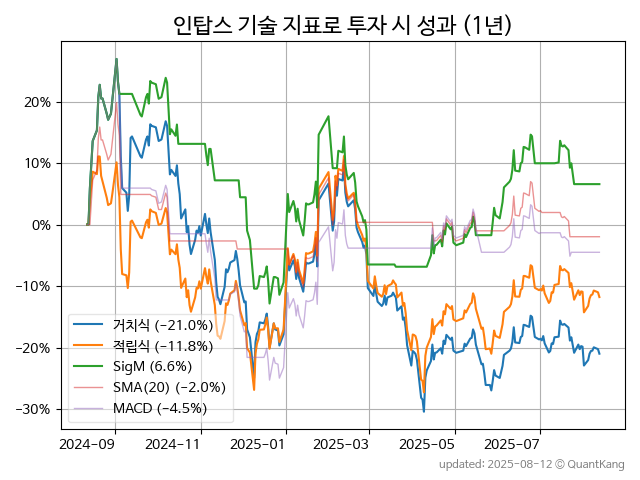 인탑스 기술 지표로 투자 시 성과 (1년)
20%
10%
0%
−10%
−20%
−30%
거치식 (−21.0%)
적립식 (−11.8%)
SigM (6.6%)
SMA(20) (−2.0%)
MACD (−4.5%)
2024-09 2024-11 2025-01 2025-03 2025-05 2025-07
updated: 2025-08-12 © QuantKang